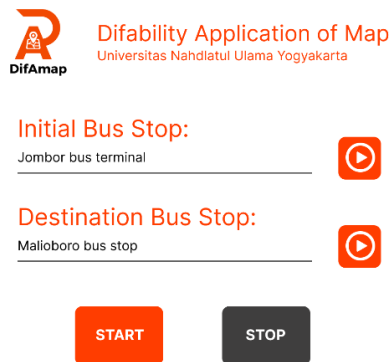 DifAmap
Difability Application of Map
Universitas Nahdlatul Ulama Yogyakarta
Initial Bus Stop:
Jombor bus terminal
Destination Bus Stop:
Malioboro bus stop
START
STOP